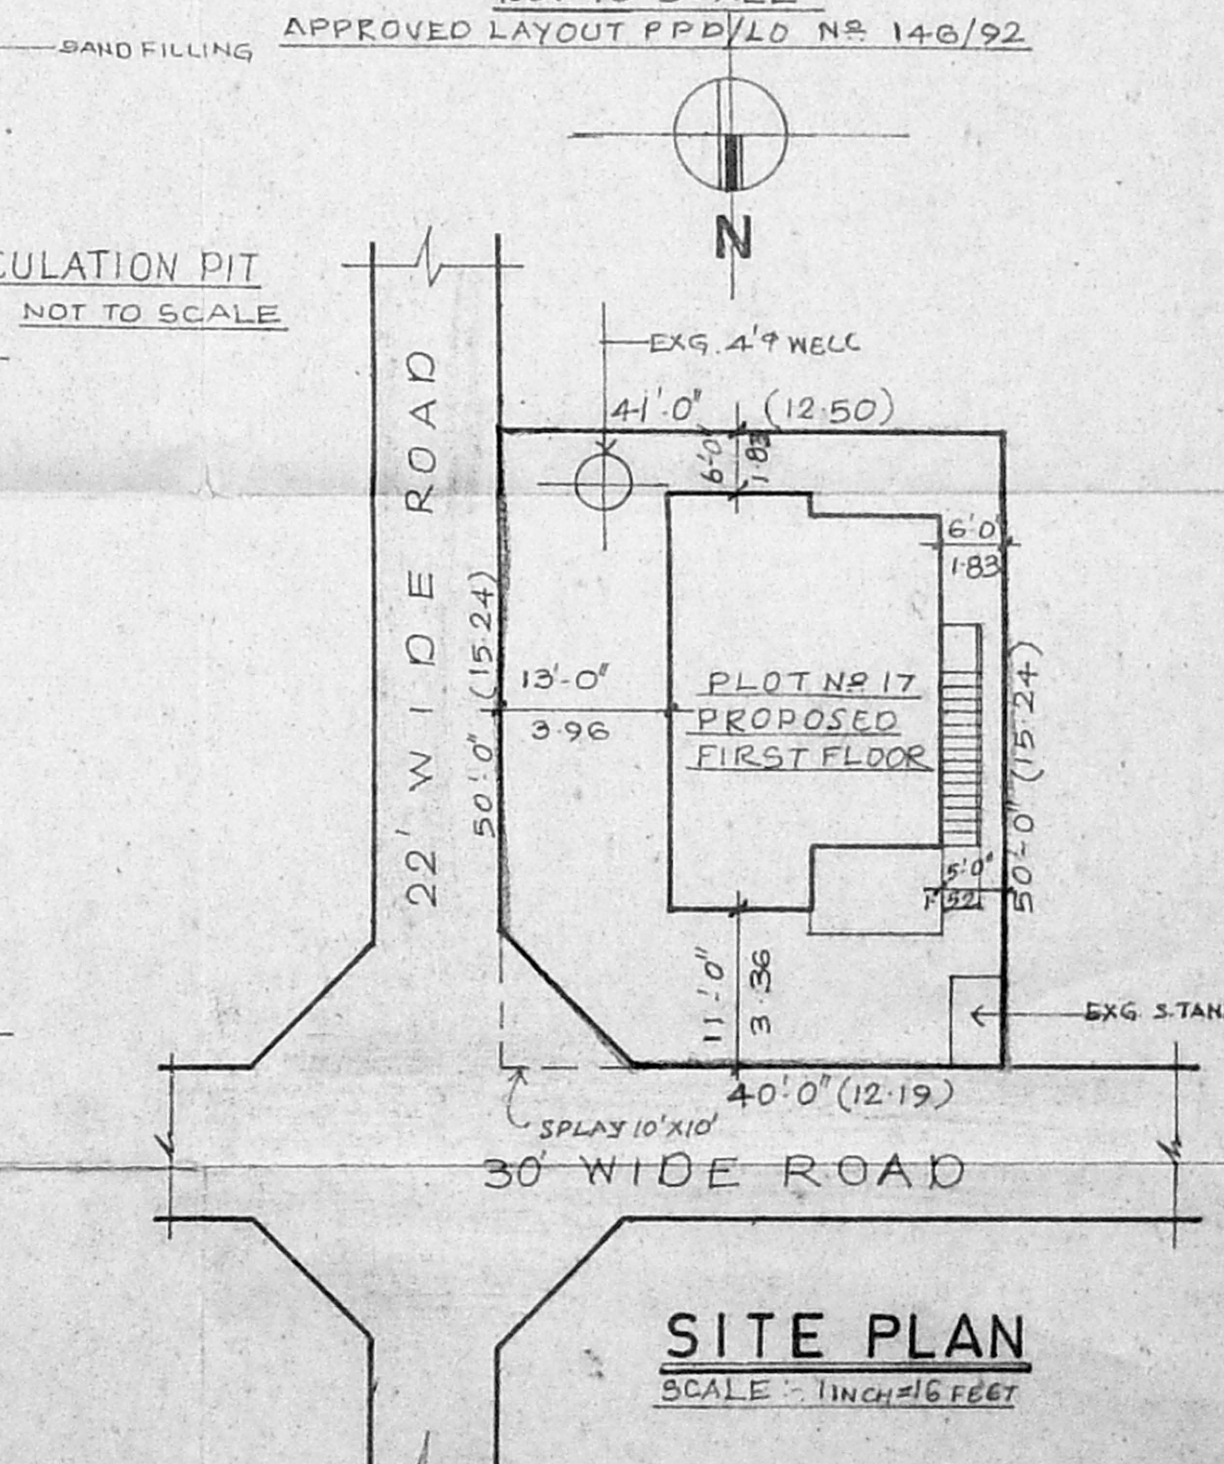 APPROVED LAYOUT PPD/LO Nº 146/92
SAND FILLING
N
CULATION PIT
NOT TO SCALE
EXG. 4'φ WELL
41'-0" (12·50)
6'-0"
1·83
6'-0"
1·83
22' WIDE ROAD
50'-0" (15·24)
13'-0"
3·96
PLOT Nº 17
PROPOSED
FIRST FLOOR
50'-0" (15·24)
5'-0"
1·52
11'-0"
3·36
EXG. S.TAN
40'-0" (12·19)
SPLAY 10'X10'
30' WIDE ROAD
SITE PLAN
SCALE :- 1 INCH=16 FEET